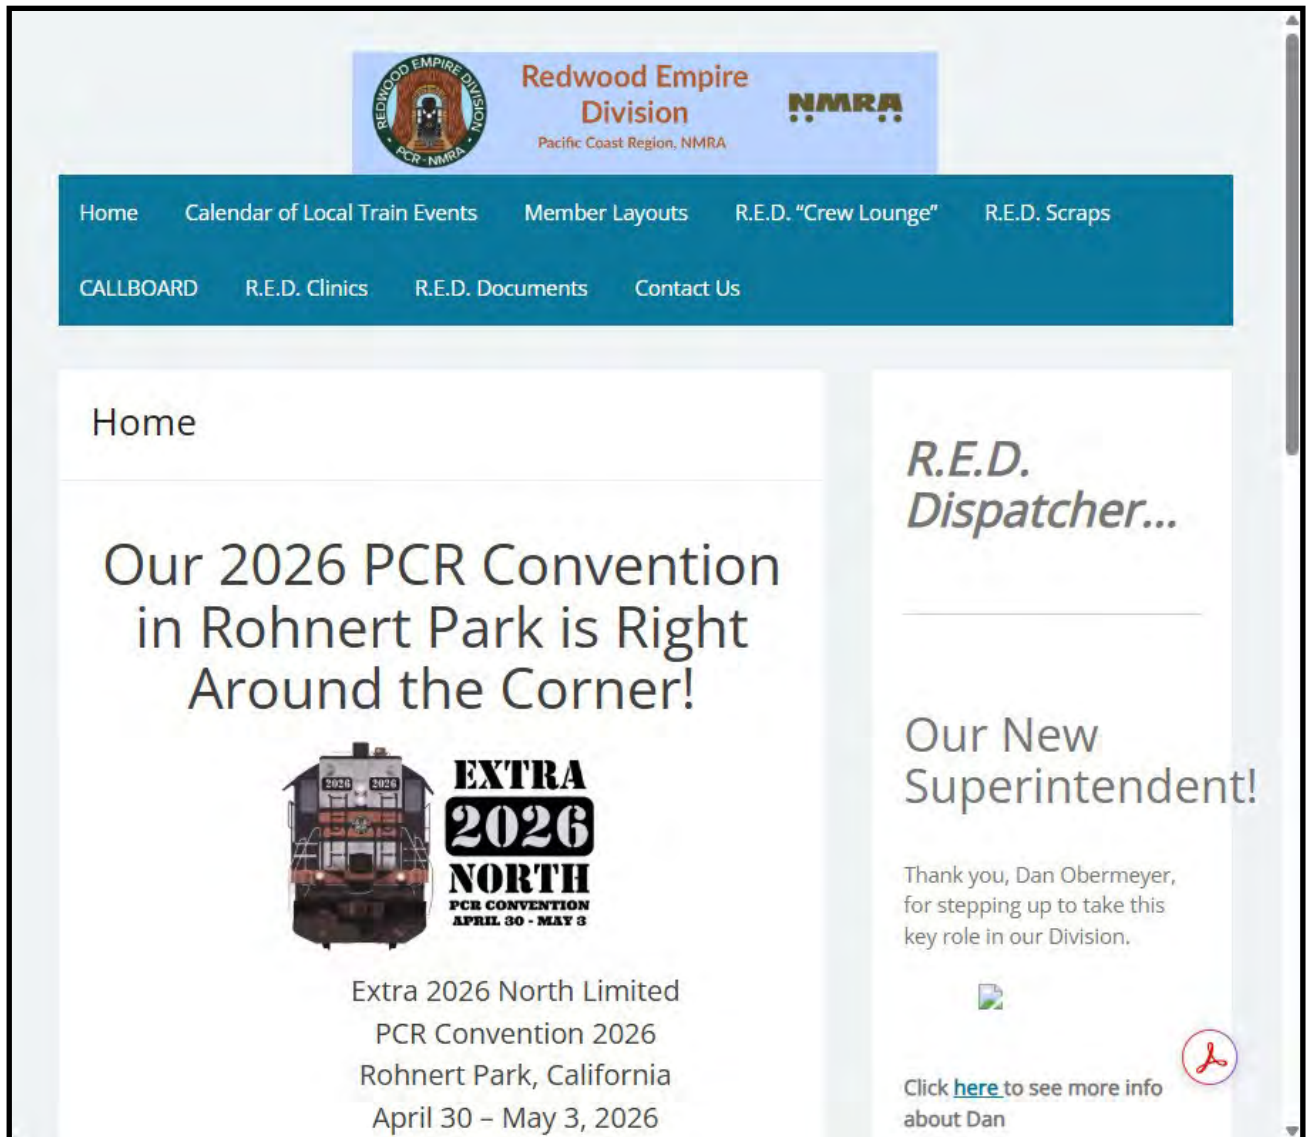 REDWOOD EMPIRE DIVISION
PCR-NMRA
Redwood Empire
Division
Pacific Coast Region, NMRA
NMRA
Home
Calendar of Local Train Events
Member Layouts
R.E.D. “Crew Lounge”
R.E.D. Scraps
CALLBOARD
R.E.D. Clinics
R.E.D. Documents
Contact Us
Home
Our 2026 PCR Convention
in Rohnert Park is Right
Around the Corner!
2026 2026
EXTRA
2026
NORTH
PCR CONVENTION
APRIL 30 - MAY 3
Extra 2026 North Limited
PCR Convention 2026
Rohnert Park, California
April 30 – May 3, 2026
R.E.D.
Dispatcher...
Our New
Superintendent!
Thank you, Dan Obermeyer,
for stepping up to take this
key role in our Division.
Click here to see more info
about Dan